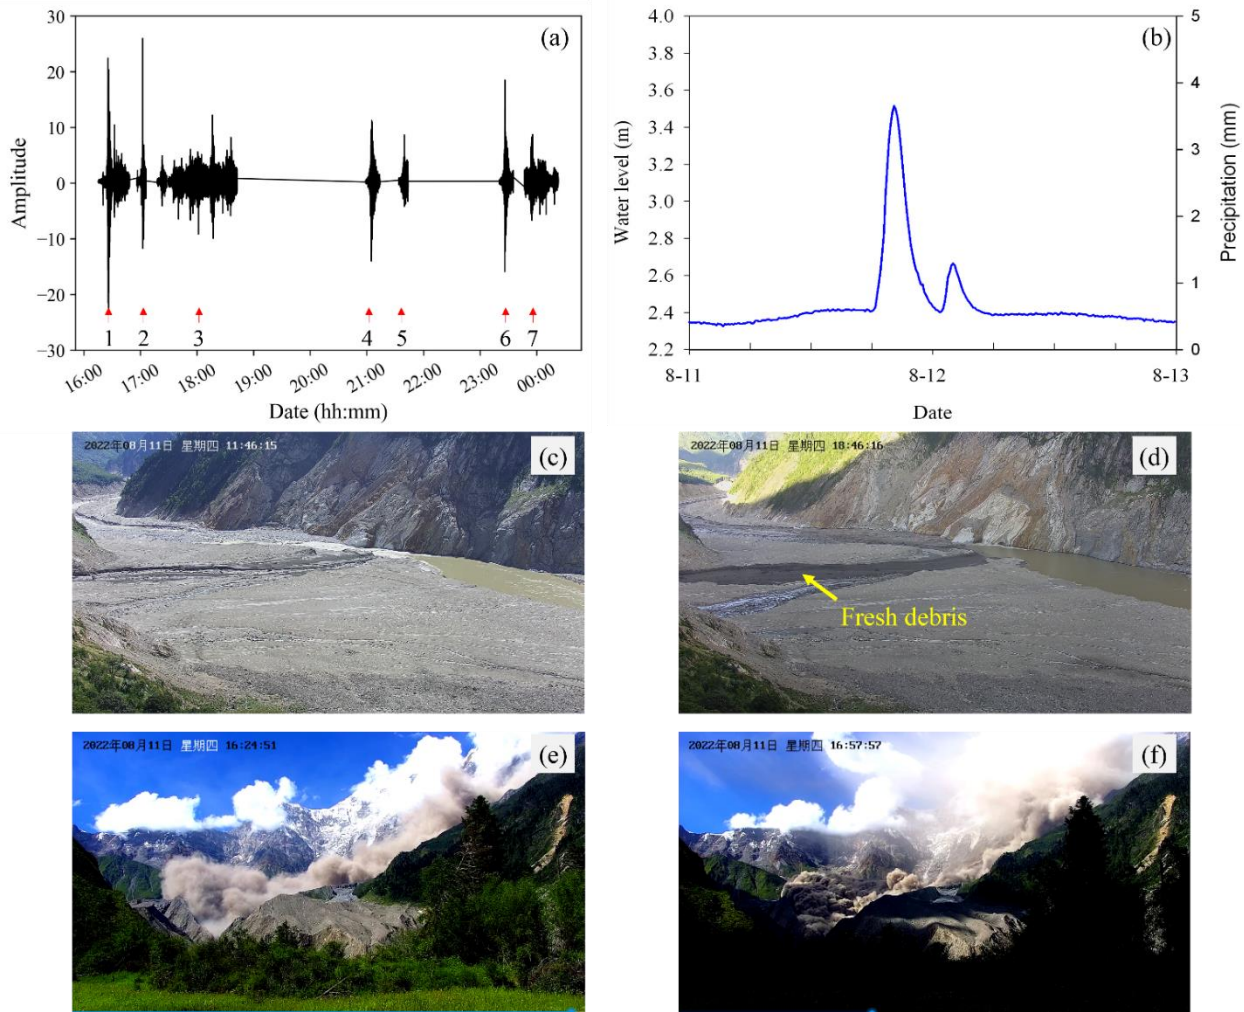 (a)
30
20
10
0
−10
−20
−30
Amplitude
1 2 3 4 5 6 7
16:00 17:00 18:00 19:00 20:00 21:00 22:00 23:00 00:00
Date (hh:mm)
(b)
4.0
3.8
3.6
3.4
3.2
3.0
2.8
2.6
2.4
2.2
Water level (m)
5
4
3
2
1
0
Precipitation (mm)
8-11 8-12 8-13
Date
2022年08月11日 星期四 11:46:15
(c)
2022年08月11日 星期四 18:46:16
(d)
Fresh debris
2022年08月11日 星期四 16:24:51
(e)
2022年08月11日 星期四 16:57:57
(f)